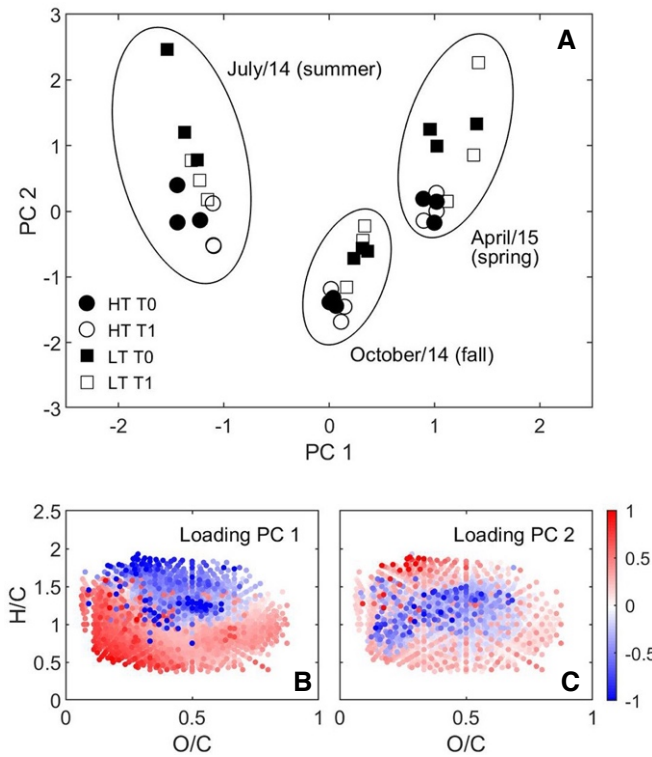 A
3
2
1
0
-1
-2
-3
PC 2
July/14 (summer)
April/15
(spring)
October/14 (fall)
HT T0
HT T1
LT T0
LT T1
-2 -1 0 1 2
PC 1
2.5
2
1.5
1
0.5
0
H/C
Loading PC 1
B
0 0.5 1
O/C
Loading PC 2
C
0 0.5 1
O/C
1
0.5
0
-0.5
-1